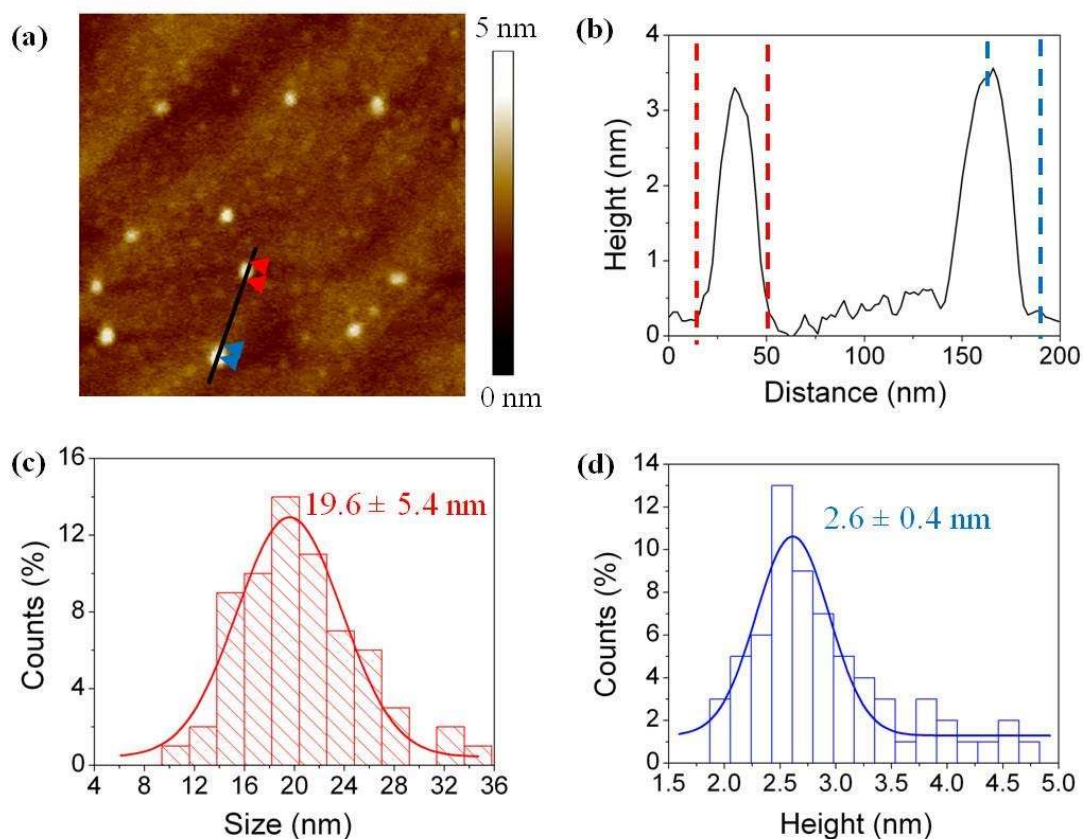 (a)
5 nm
0 nm
(b)
Height (nm)
4
3
2
1
0
0 50 100 150 200
Distance (nm)
(c)
Counts (%)
16
12
8
4
0
19.6 ± 5.4 nm
4 8 12 16 20 24 28 32 36
Size (nm)
(d)
Counts (%)
14
12
10
8
6
4
2
0
2.6 ± 0.4 nm
1.5 2.0 2.5 3.0 3.5 4.0 4.5 5.0
Height (nm)